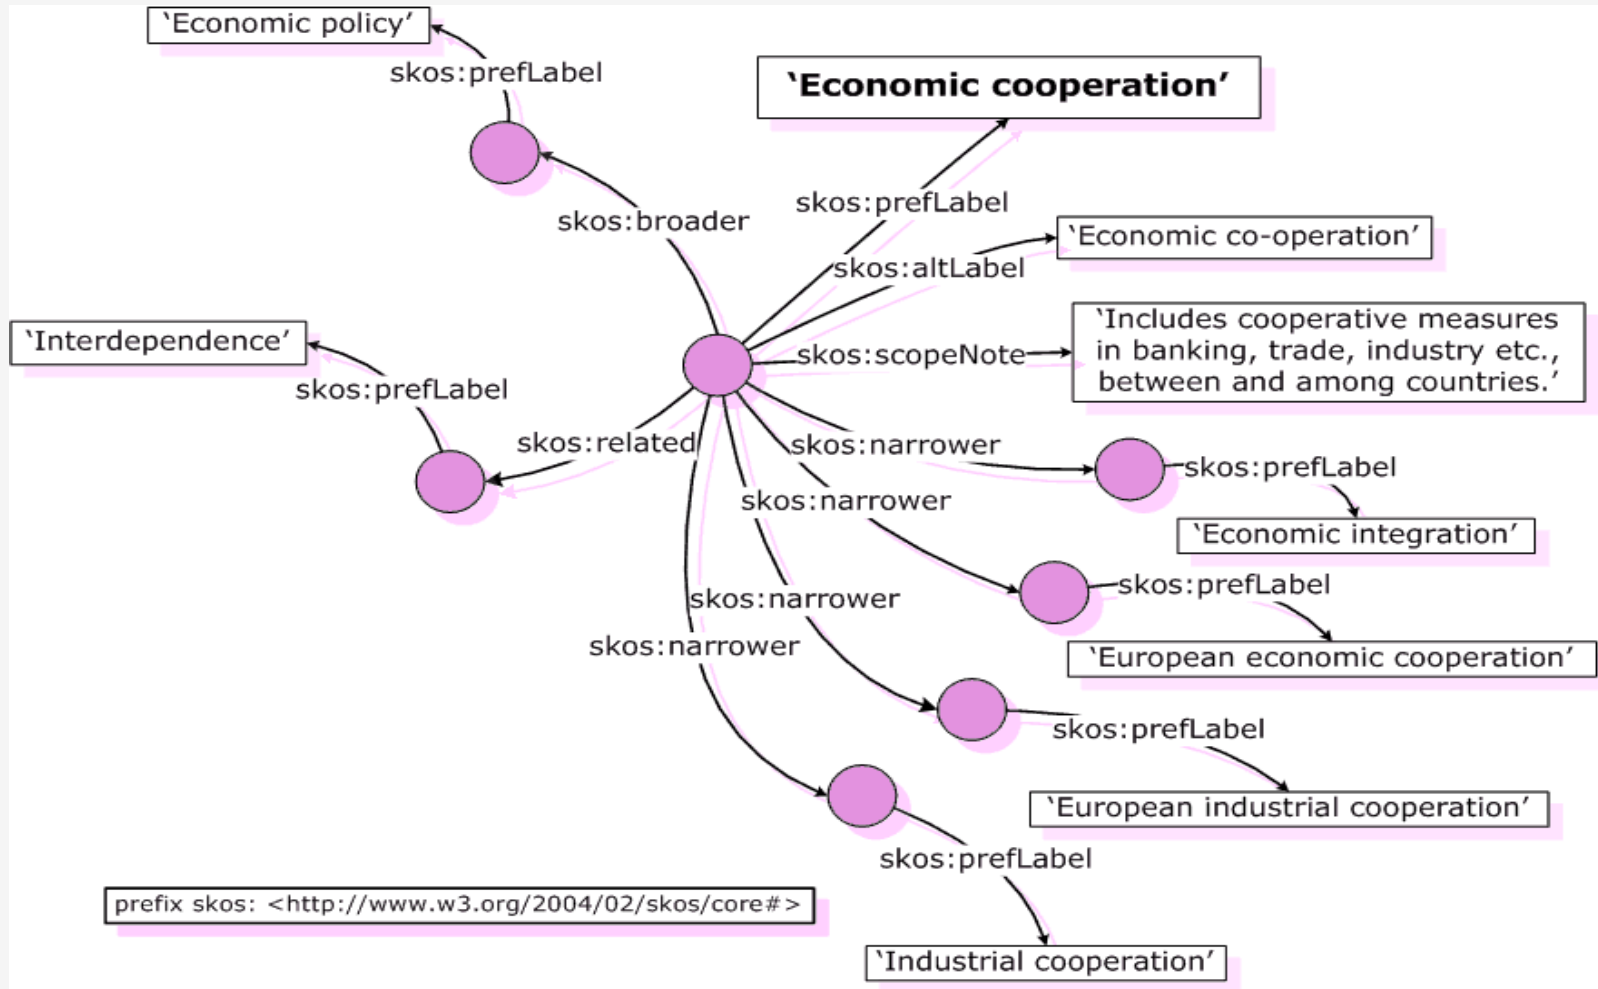 ‘Economic policy’
skos:prefLabel
‘Economic cooperation’
skos:prefLabel
skos:broader
‘Economic co-operation’
skos:altLabel
‘Includes cooperative measures
in banking, trade, industry etc.,
between and among countries.’
skos:scopeNote
‘Interdependence’
skos:prefLabel
skos:related
skos:narrower
skos:prefLabel
‘Economic integration’
skos:narrower
skos:prefLabel
‘European economic cooperation’
skos:narrower
skos:prefLabel
‘European industrial cooperation’
skos:narrower
skos:prefLabel
‘Industrial cooperation’
prefix skos: <http://www.w3.org/2004/02/skos/core#>